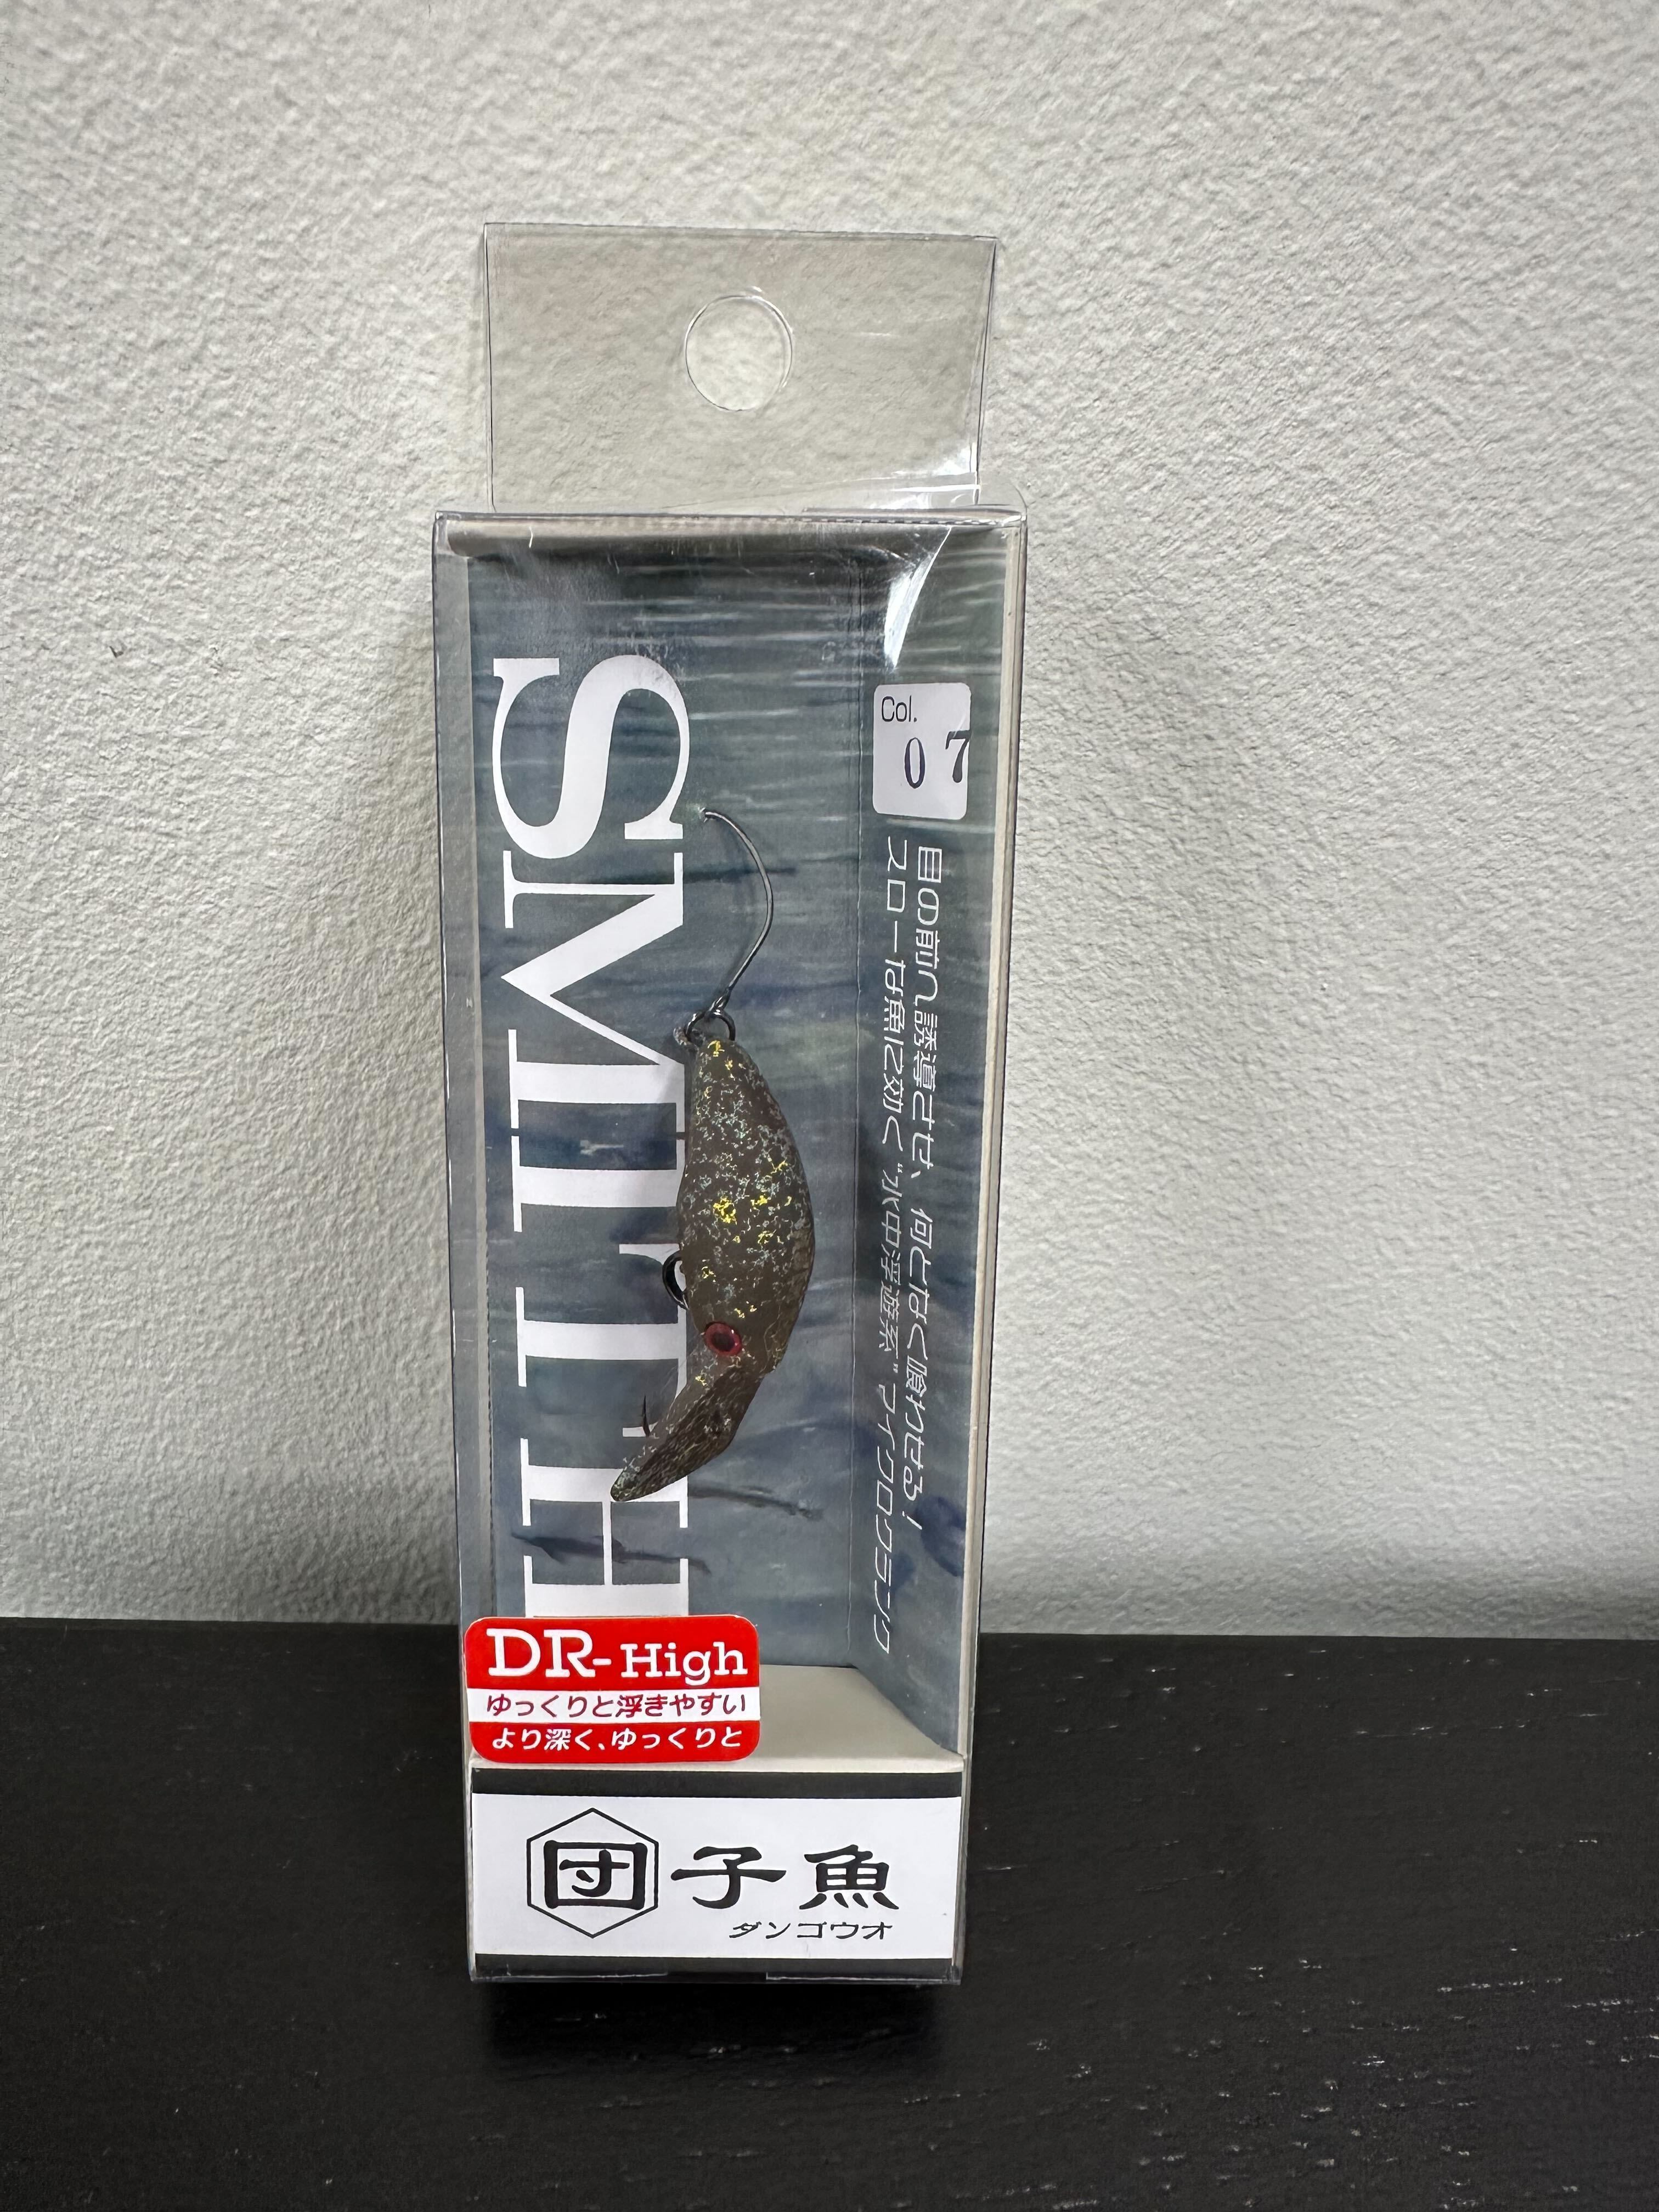 SMITH
Col.
07
目の前へ誘導させ、何となく喰わせる!
スローな魚に効く"水中浮遊系"マイクロクランク
DR-High
ゆっくりと浮きやすい
より深く、ゆっくりと
団子魚
ダンゴウオ